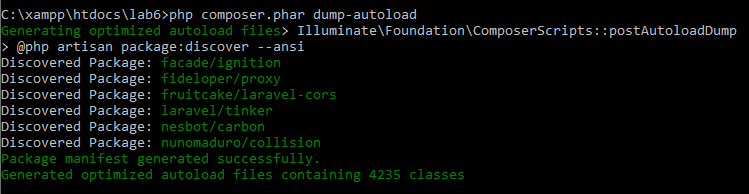 C:\xampp\htdocs\lab6>php composer.phar dump-autoload
Generating optimized autoload files> Illuminate\Foundation\ComposerScripts::postAutoloadDump
> @php artisan package:discover --ansi
Discovered Package: facade/ignition
Discovered Package: fideloper/proxy
Discovered Package: fruitcake/laravel-cors
Discovered Package: laravel/tinker
Discovered Package: nesbot/carbon
Discovered Package: nunomaduro/collision
Package manifest generated successfully.
Generated optimized autoload files containing 4235 classes